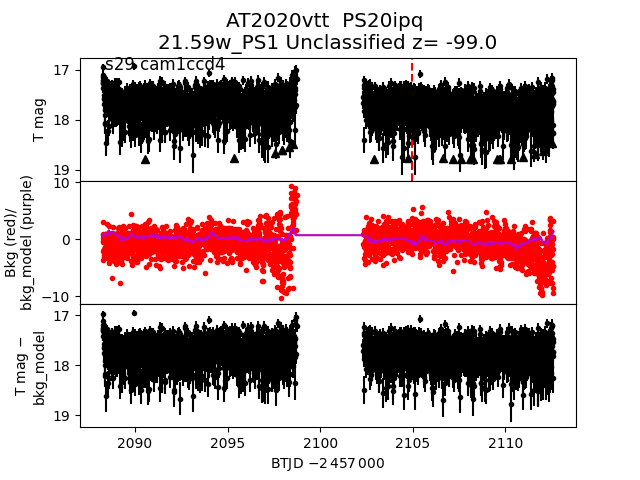 AT2020vtt PS20ipq
21.59w_PS1 Unclassified z= -99.0
s29 cam1ccd4
17
18
19
T mag
10
0
−10
Bkg (red)/
bkg_model (purple)
17
18
19
T mag −
bkg_model
2090
2095
2100
2105
2110
BTJD −2 457 000